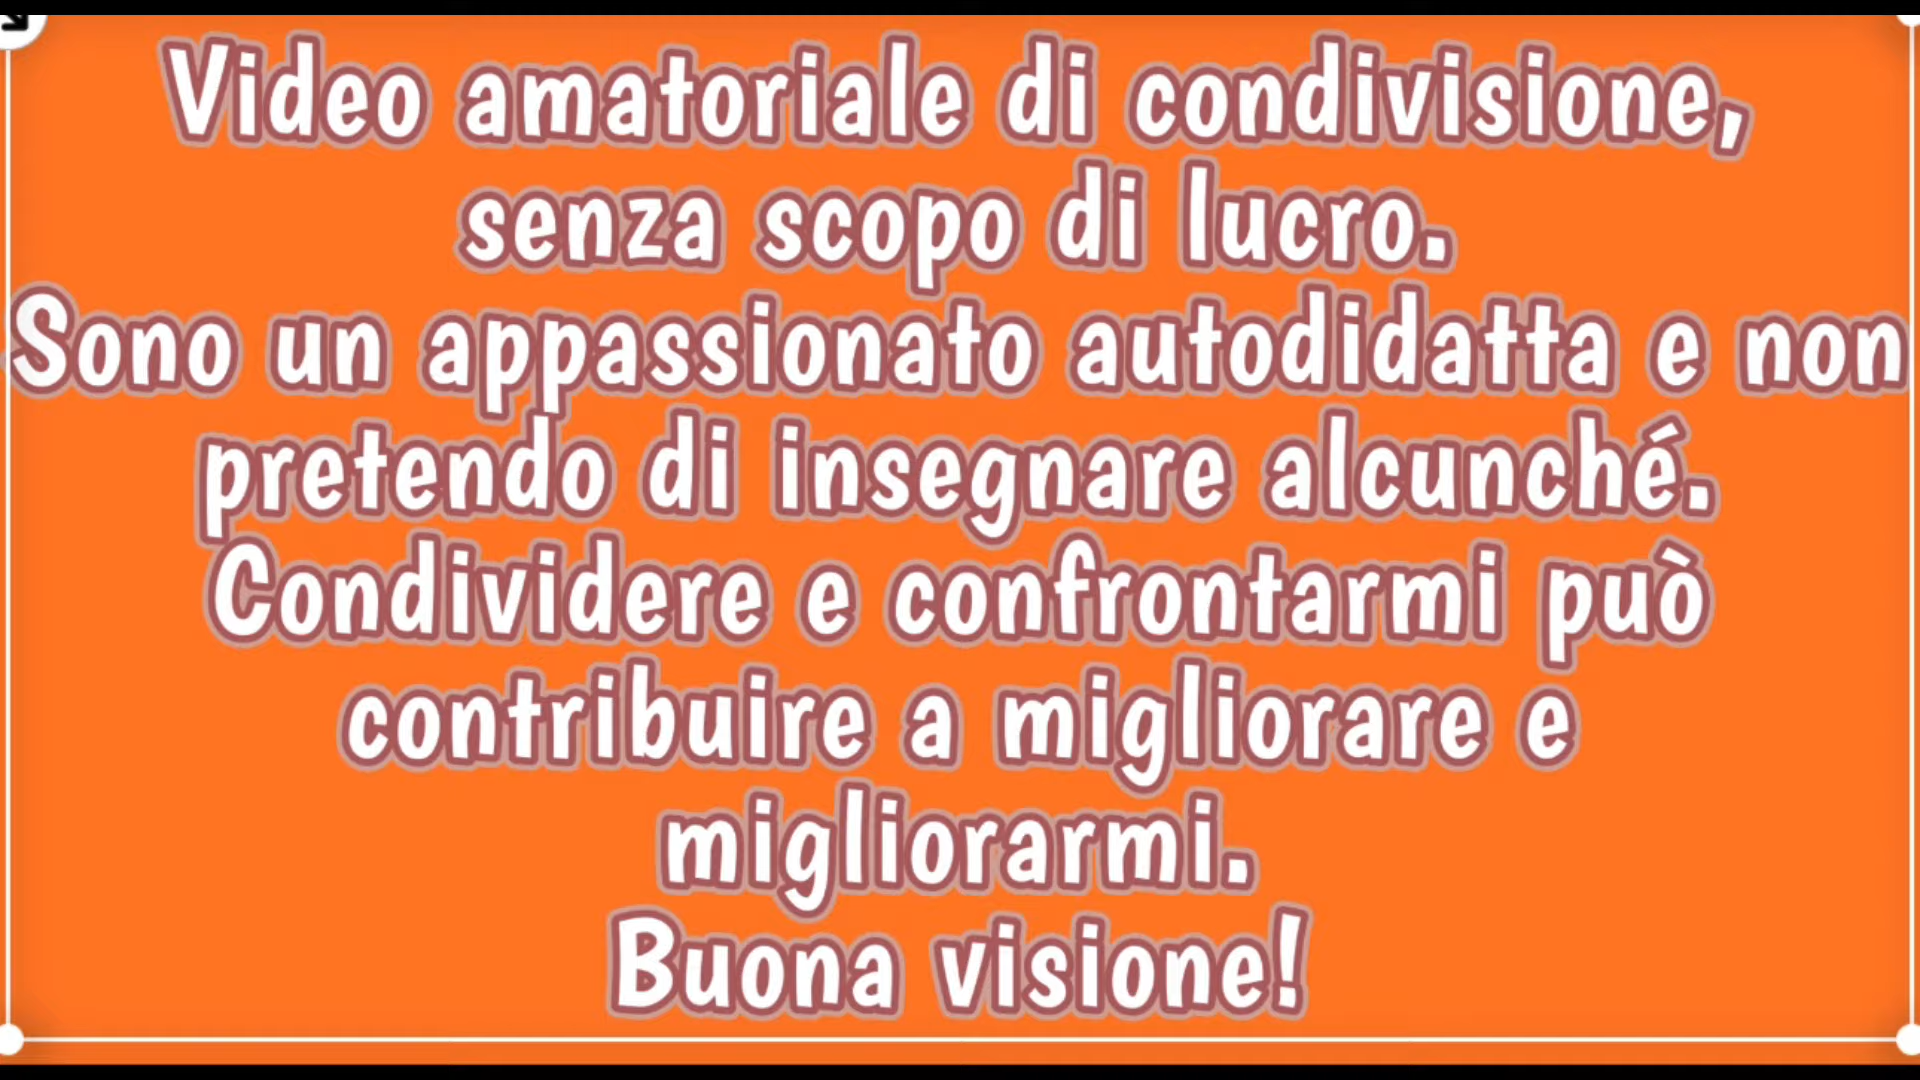 Video amatoriale di condivisione,
senza scopo di lucro.
Sono un appassionato autodidatta e non
pretendo di insegnare alcunché.
Condividere e confrontarmi può
contribuire a migliorare e
migliorarmi.
Buona visione!